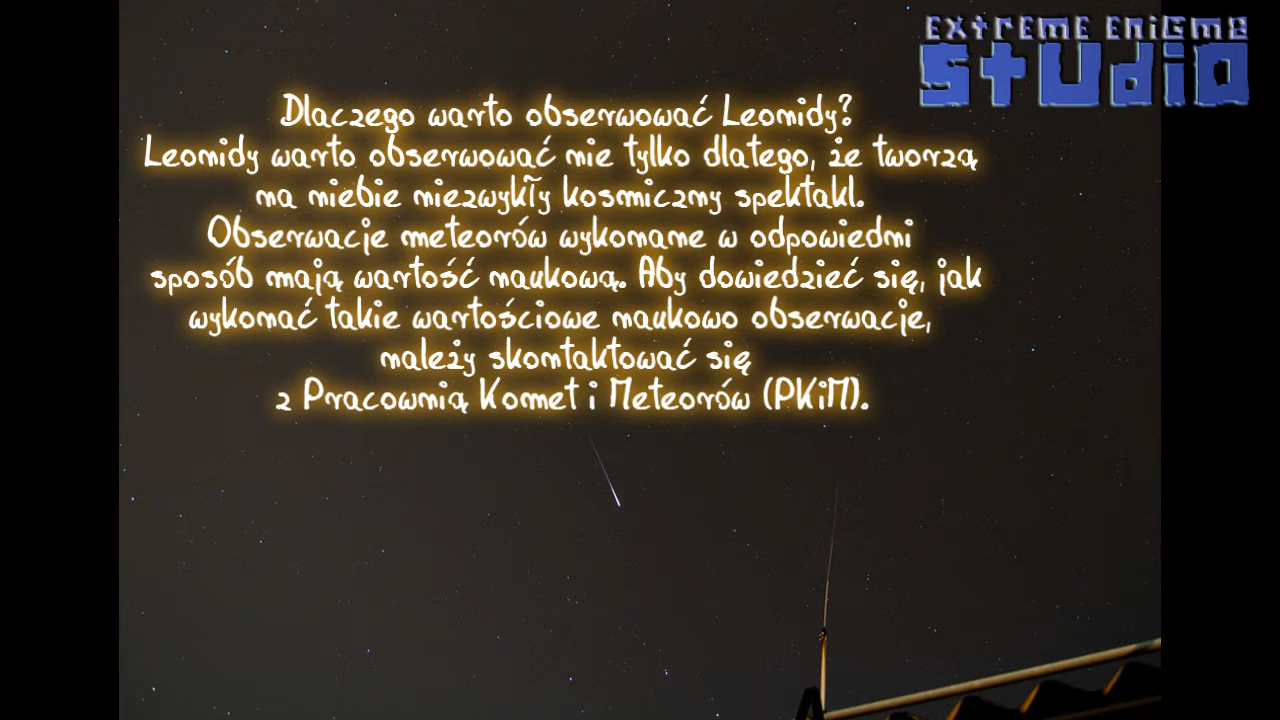 EXTREME ENIGMA
STUDIO
Dlaczego warto obserwować Leonidy?
Leonidy warto obserwować nie tylko dlatego, że tworzą
na niebie niezwykły kosmiczny spektakl.
Obserwacje meteorów wykonane w odpowiedni
sposób mają wartość naukową. Aby dowiedzieć się, jak
wykonać takie wartościowe naukowo obserwacje,
należy skontaktować się
z Pracownią Komet i Meteorów (PKiM).